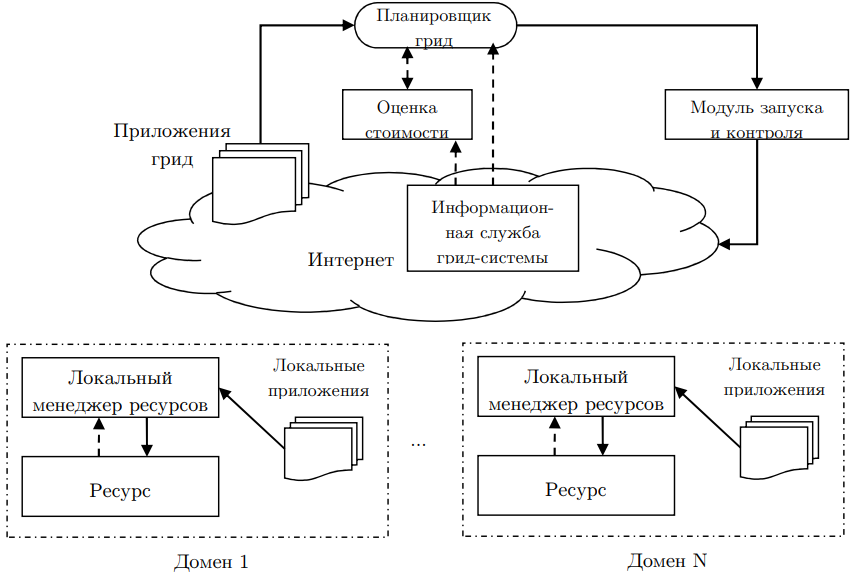 Планировщик
грид
Оценка
стоимости
Модуль запуска
и контроля
Приложения
грид
Информацион-
ная служба
грид-системы
Интернет
Локальный
менеджер ресурсов
Локальные
приложения
Ресурс
Домен 1
...
Локальный
менеджер ресурсов
Локальные
приложения
Ресурс
Домен N